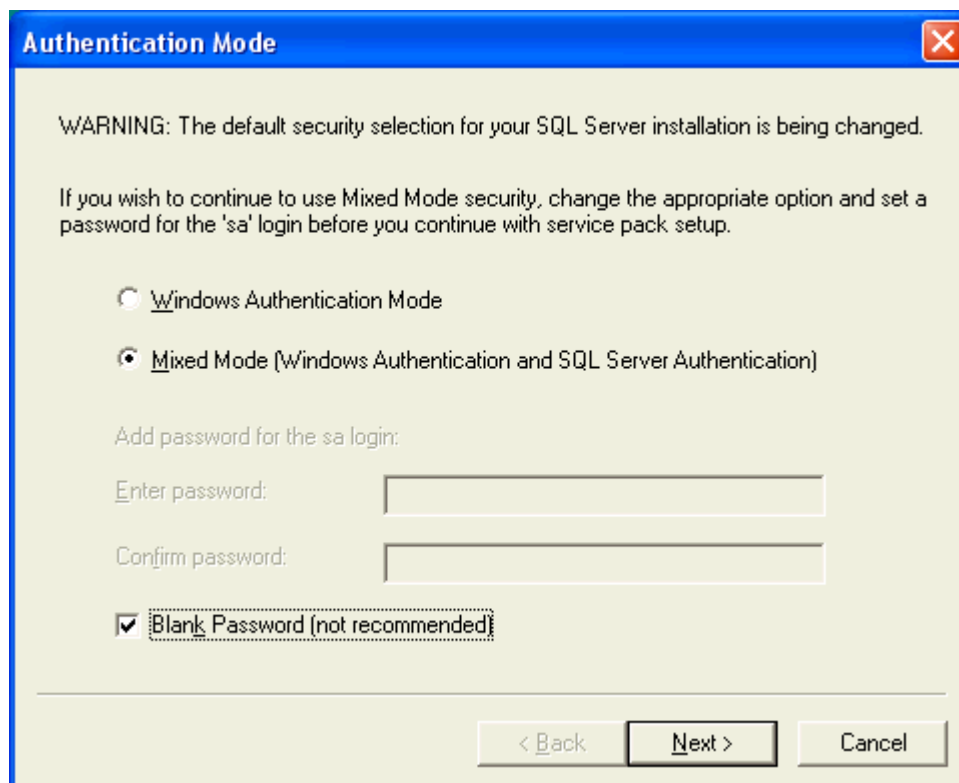 Authentication Mode
WARNING: The default security selection for your SQL Server installation is being changed.
If you wish to continue to use Mixed Mode security, change the appropriate option and set a
password for the 'sa' login before you continue with service pack setup.
Windows Authentication Mode
Mixed Mode (Windows Authentication and SQL Server Authentication)
Add password for the sa login:
Enter password:
Confirm password:
Blank Password (not recommended)
< Back Next > Cancel